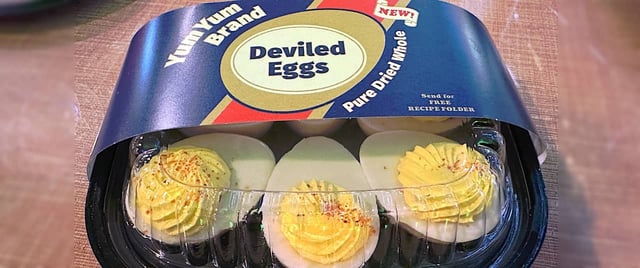 YumYum
Brand
NEW!
Deviled
Eggs
Pure Dried Whole
Send for
FREE
RECIPE FOLDER